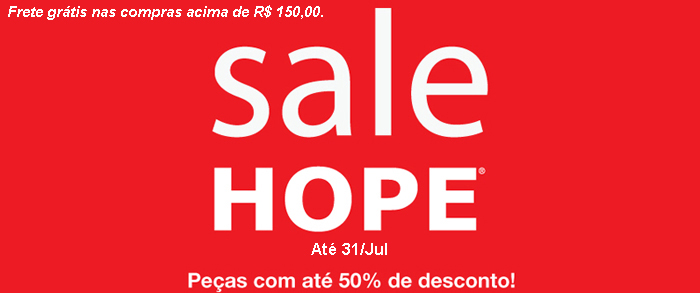 Frete grátis nas compras acima de R$ 150,00.
sale
HOPE®
Até 31/Jul
Peças com até 50% de desconto!